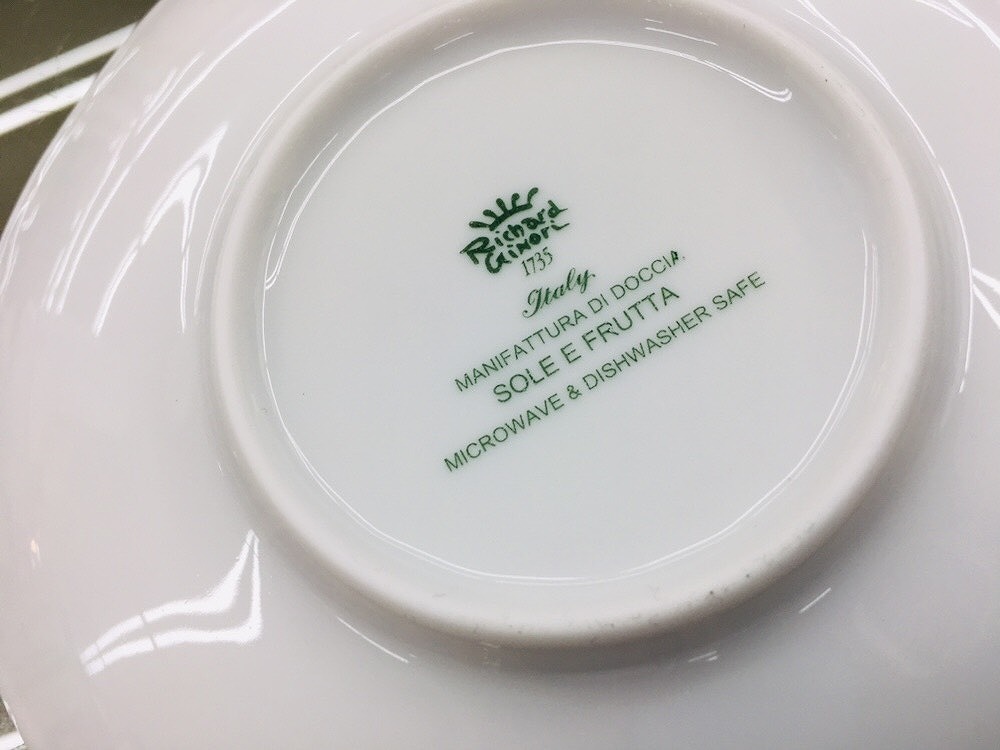 Richard
Ginori
1735
Italy
MANIFATTURA DI DOCCIA
SOLE E FRUTTA
MICROWAVE & DISHWASHER SAFE